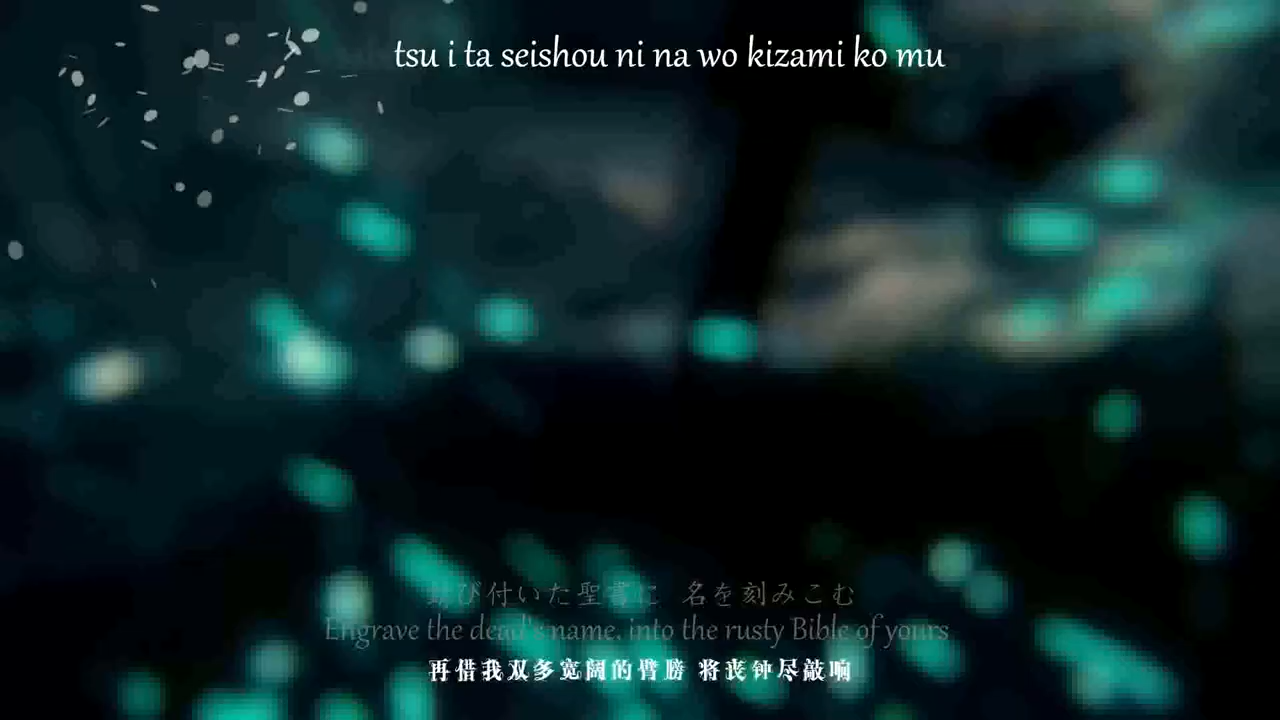 tsu i ta seishou ni na wo kizami ko mu
び付いた聖書に 名を刻みこむ
Engrave the dead's name, into the rusty Bible of yours
再借我双多宽阔的臂膀 将丧钟尽敲响